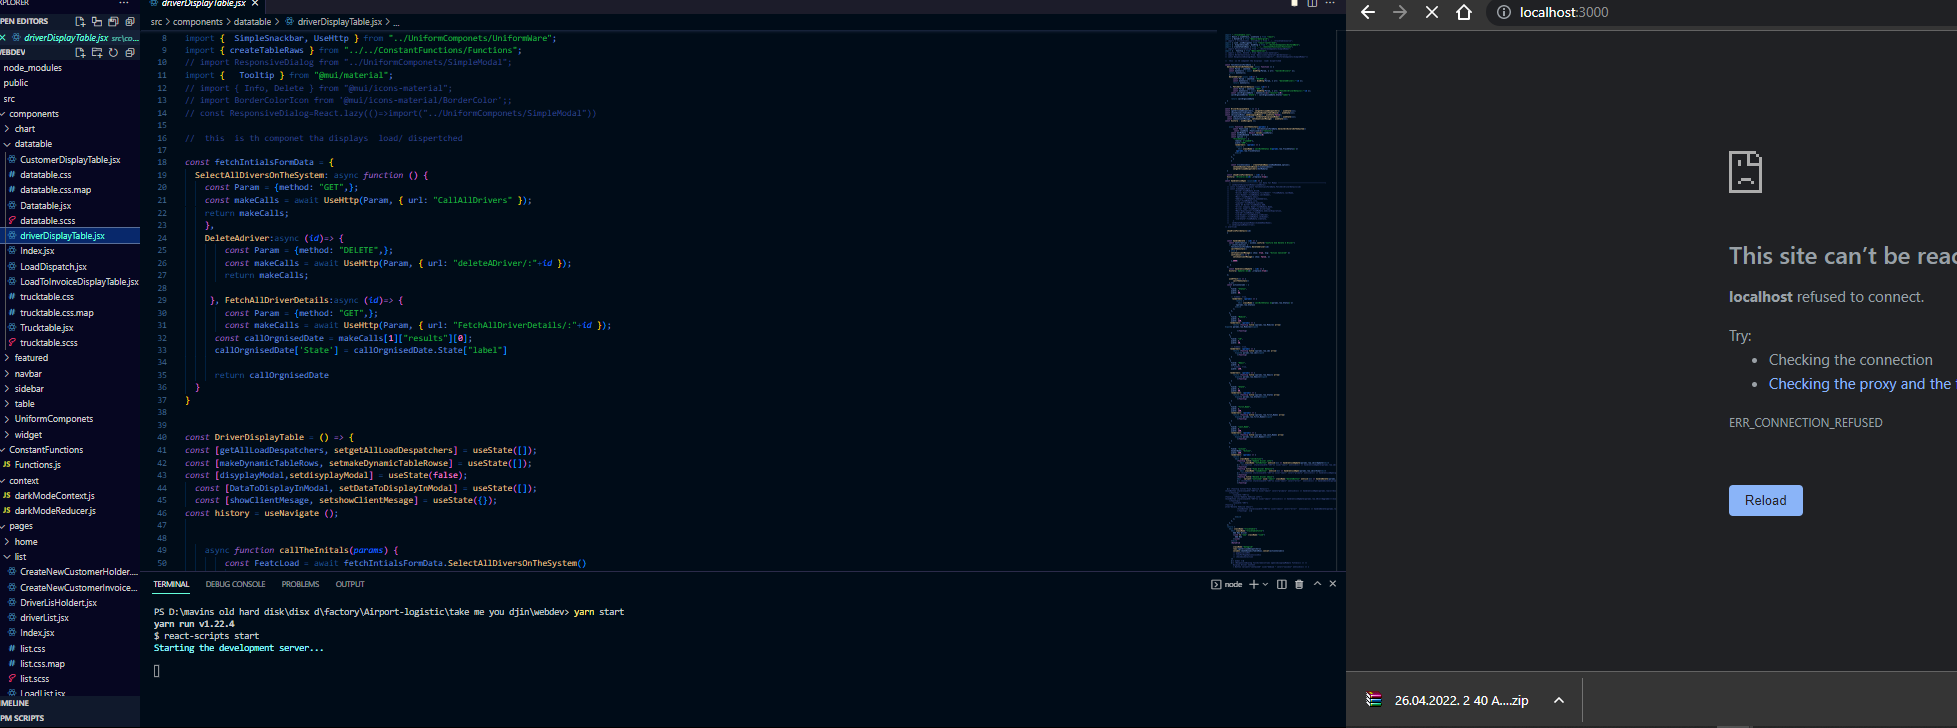 PLORER
driverDisplayTable.jsx
PEN EDITORS
driverDisplayTable.jsx src\co...
WEBDEV
node_modules
public
src
components
chart
datatable
CustomerDisplayTable.jsx
datatable.css
datatable.css.map
Datatable.jsx
datatable.scss
driverDisplayTable.jsx
Index.jsx
LoadDispatch.jsx
LoadToInvoiceDisplayTable.jsx
trucktable.css
trucktable.css.map
Trucktable.jsx
trucktable.scss
featured
navbar
sidebar
table
UniformComponets
widget
ConstantFunctions
Functions.js
context
darkModeContext.js
darkModeReducer.js
pages
home
list
CreateNewCustomerHolder....
CreateNewCustomerInvoice...
DriverLisHoldert.jsx
driverList.jsx
Index.jsx
list.css
list.css.map
list.scss
LoadList.jsx
IMELINE
PM SCRIPTS
src > components > datatable > driverDisplayTable.jsx > ...
8 import { SimpleSnackbar, UseHttp } from "../UniformComponets/UniformWare";
9 import { createTableRaws } from "../../ConstantFunctions/Functions";
10 // import ResponsiveDialog from "../UniformComponets/SimpleModal";
11 import { Tooltip } from "@mui/material";
12 // import { Info, Delete } from "@mui/icons-material";
13 // import BorderColorIcon from '@mui/icons-material/BorderColor';;
14 // const ResponsiveDialog=React.lazy(()=>import("../UniformComponets/SimpleModal"))
15
16 // this is th componet tha displays load/ dispertched
17
18 const fetchIntialsFormData = {
19 SelectAllDiversOnTheSystem: async function () {
20 const Param = {method: "GET",};
21 const makeCalls = await UseHttp(Param, { url: "CallAllDrivers" });
22 return makeCalls;
23 },
24 DeleteAdriver:async (id)=> {
25 const Param = {method: "DELETE",};
26 const makeCalls = await UseHttp(Param, { url: "deleteADriver/:"+id });
27 return makeCalls;
28
29 }, FetchAllDriverDetails:async (id)=> {
30 const Param = {method: "GET",};
31 const makeCalls = await UseHttp(Param, { url: "FetchAllDriverDetails/:"+id });
32 const callOrgnisedDate = makeCalls[1]["results"][0];
33 callOrgnisedDate['State'] = callOrgnisedDate.State["label"]
34
35 return callOrgnisedDate
36 }
37 }
38
39
40 const DriverDisplayTable = () => {
41 const [getAllLoadDespatchers, setgetAllLoadDespatchers] = useState([]);
42 const [makeDynamicTableRows, setmakeDynamicTableRowse] = useState([]);
43 const [disyplayModal,setdisyplayModal] = useState(false);
44 const [DataToDisplayInModal, setDataToDisplayInModal] = useState([]);
45 const [showClientMesage, setshowClientMesage] = useState({});
46 const history = useNavigate ();
47
48
49 async function callTheInitals(params) {
50 const FeatcLoad = await fetchIntialsFormData.SelectAllDiversOnTheSystem()
TERMINAL DEBUG CONSOLE PROBLEMS OUTPUT
node
PS D:\mavins old hard disk\disx d\factory\Airport-logistic\take me you djin\webdev> yarn start
yarn run v1.22.4
$ react-scripts start
Starting the development server...
localhost:3000
This site can't be reac
localhost refused to connect.
Try:
• Checking the connection
• Checking the proxy and the
ERR_CONNECTION_REFUSED
Reload
26.04.2022. 2 40 A....zip